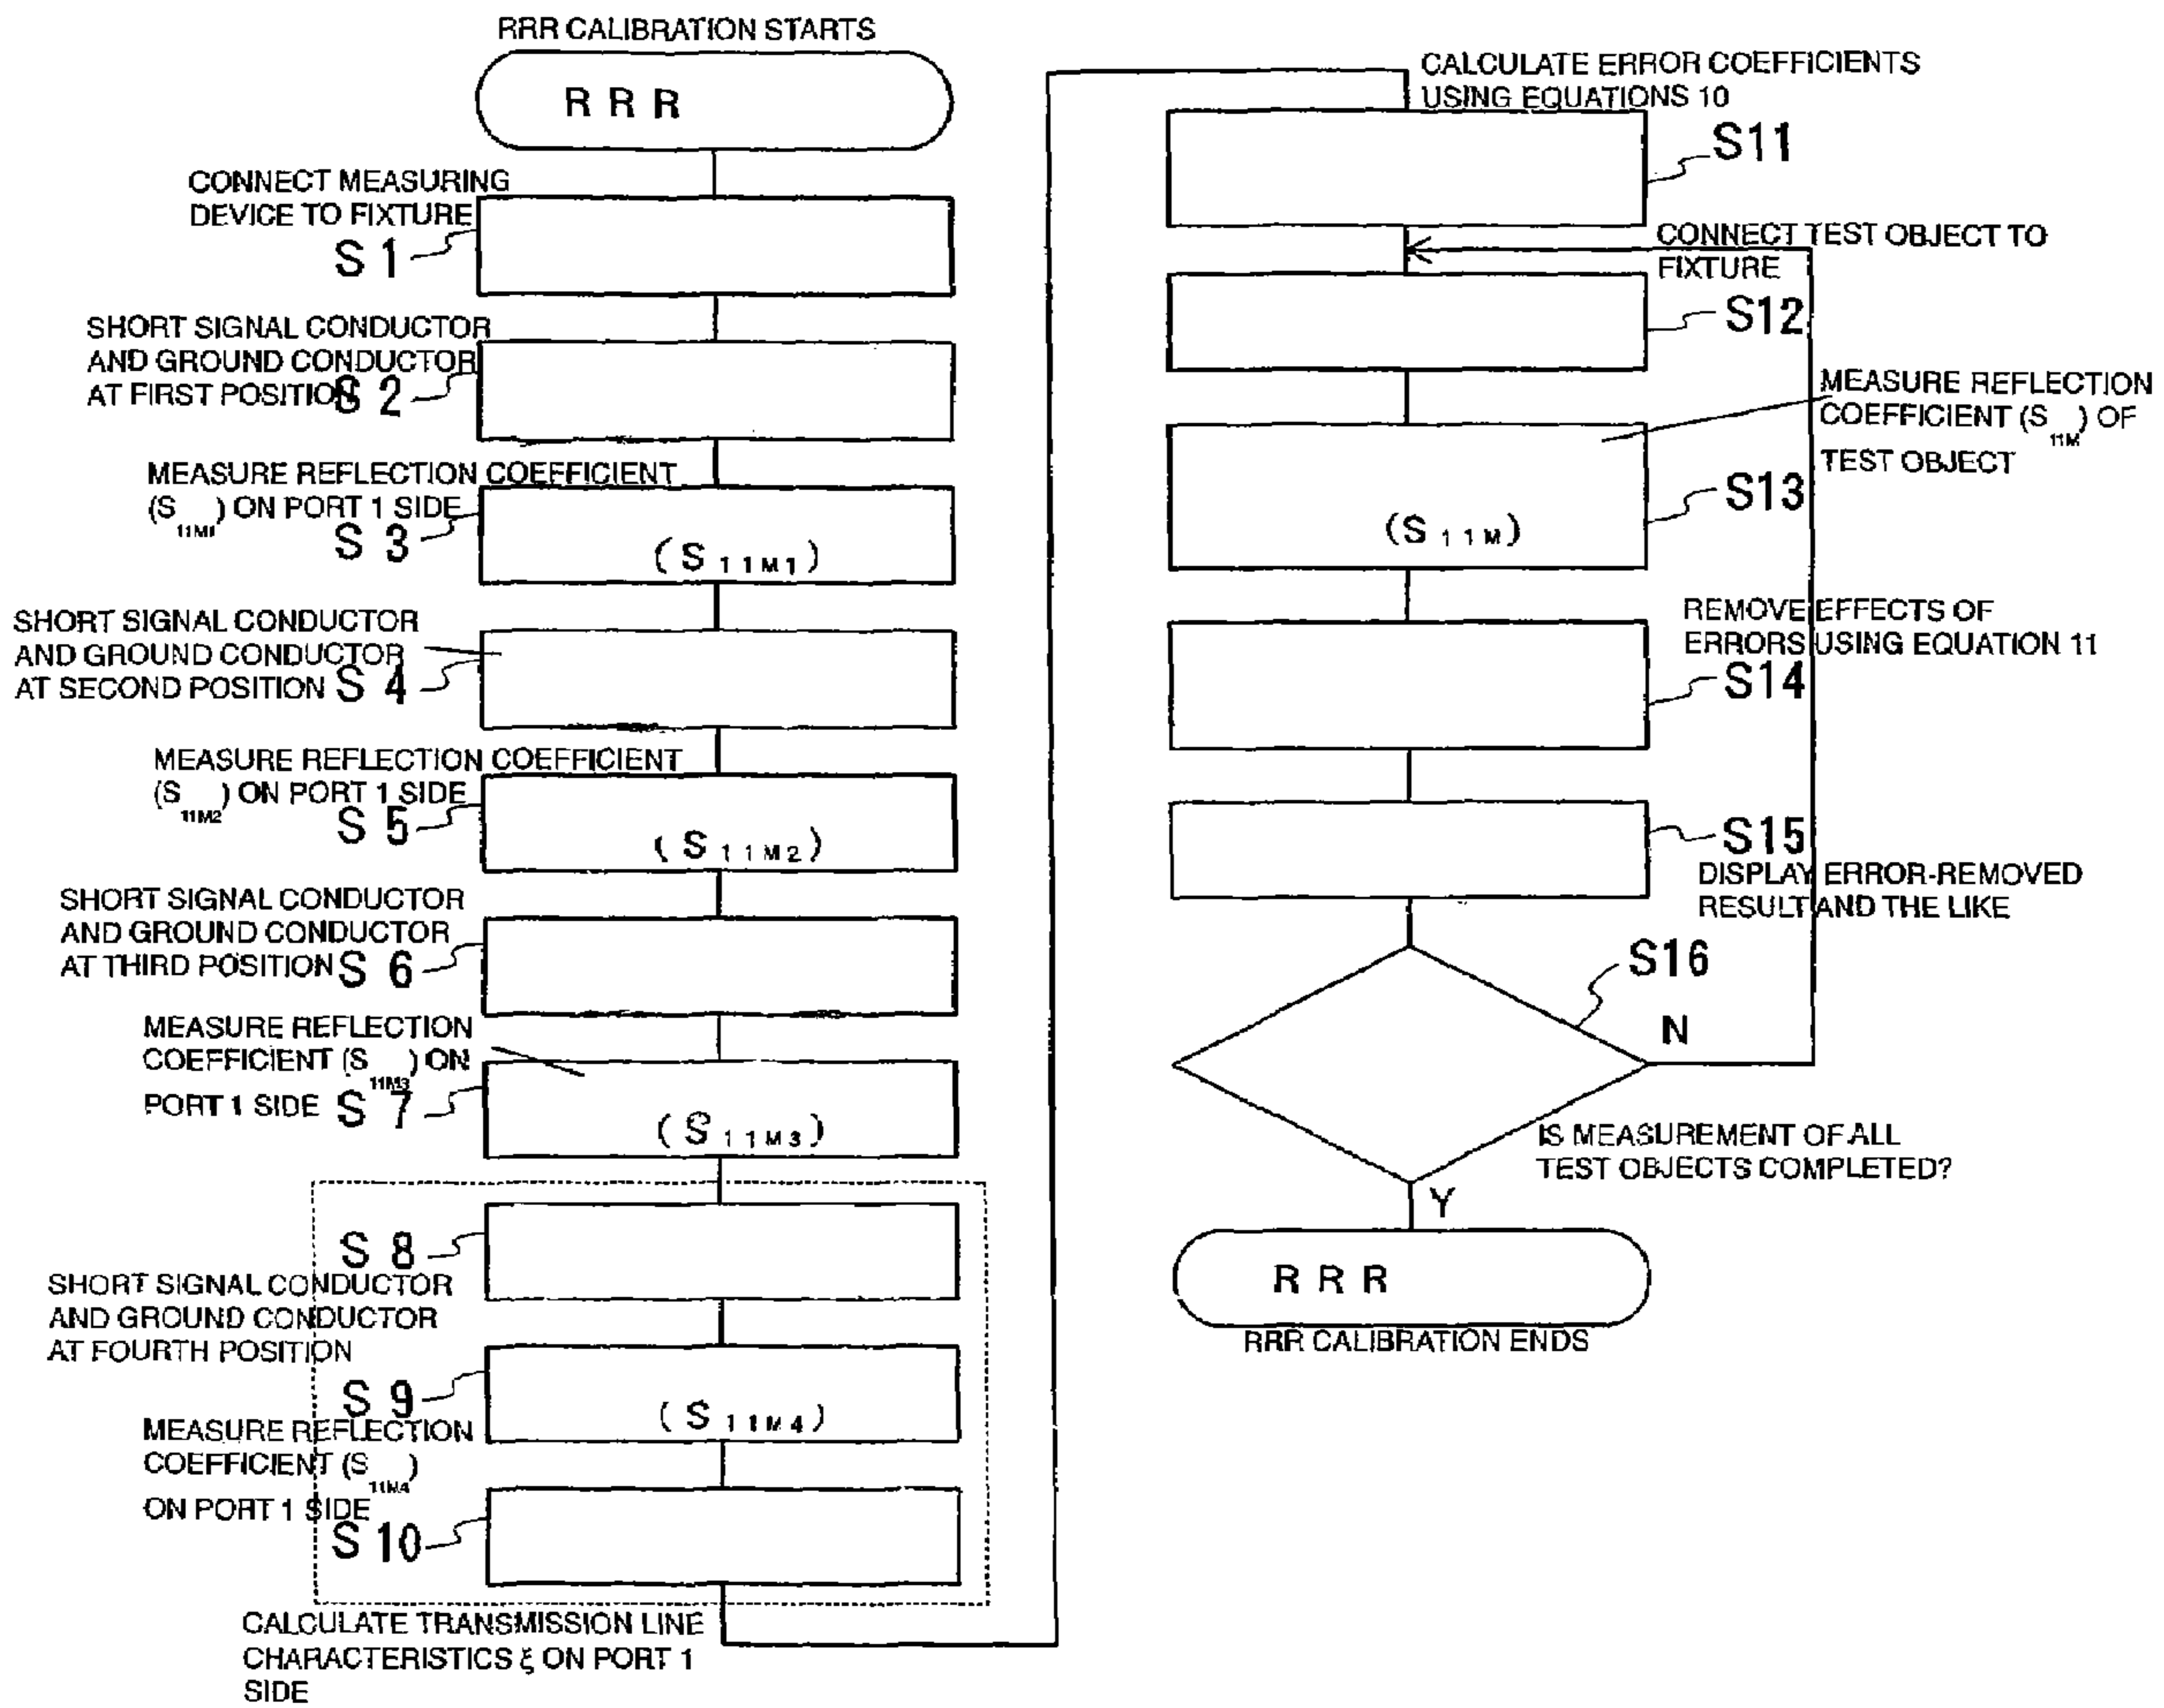 RRR CALIBRATION STARTS
R R R
CONNECT MEASURING
DEVICE TO FIXTURE
S 1
SHORT SIGNAL CONDUCTOR
AND GROUND CONDUCTOR
AT FIRST POSITION
S 2
MEASURE REFLECTION COEFFICIENT
(S11M1) ON PORT 1 SIDE
S 3
(S11M1)
SHORT SIGNAL CONDUCTOR
AND GROUND CONDUCTOR
AT SECOND POSITION
S 4
MEASURE REFLECTION COEFFICIENT
(S11M2) ON PORT 1 SIDE
S 5
(S11M2)
SHORT SIGNAL CONDUCTOR
AND GROUND CONDUCTOR
AT THIRD POSITION
S 6
MEASURE REFLECTION
COEFFICIENT (S11M3) ON
PORT 1 SIDE
S 7
(S11M3)
S 8
SHORT SIGNAL CONDUCTOR
AND GROUND CONDUCTOR
AT FOURTH POSITION
S 9
(S11M4)
MEASURE REFLECTION
COEFFICIENT (S11M4)
ON PORT 1 SIDE
S 10
CALCULATE TRANSMISSION LINE
CHARACTERISTICS ξ ON PORT 1
SIDE
CALCULATE ERROR COEFFICIENTS
USING EQUATIONS 10
S11
CONNECT TEST OBJECT TO
FIXTURE
S12
MEASURE REFLECTION
COEFFICIENT (S11M) OF
TEST OBJECT
S13
(S11M)
REMOVE EFFECTS OF
ERRORS USING EQUATION 11
S14
S15
DISPLAY ERROR-REMOVED
RESULT AND THE LIKE
S16
N
IS MEASUREMENT OF ALL
TEST OBJECTS COMPLETED?
Y
R R R
RRR CALIBRATION ENDS